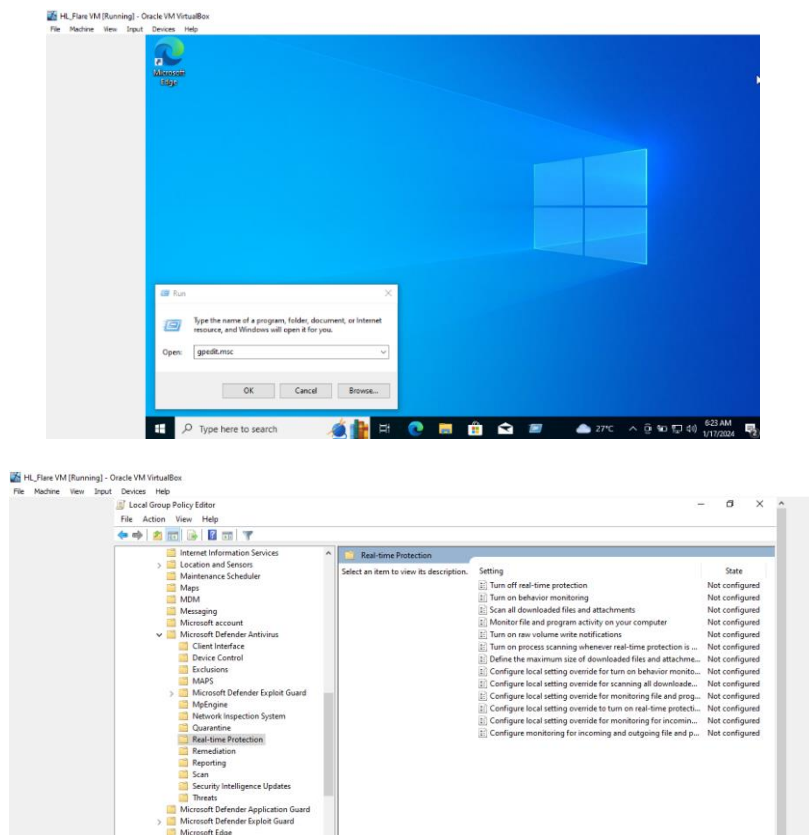 HL_Flare VM [Running] - Oracle VM VirtualBox
File Machine View Input Devices Help
Microsoft
Edge
Run
Type the name of a program, folder, document, or Internet
resource, and Windows will open it for you.
Open: gpedit.msc
OK Cancel Browse...
Type here to search 27°C 6:23 AM
1/17/2024
HL_Flare VM [Running] - Oracle VM VirtualBox
File Machine View Input Devices Help
Local Group Policy Editor
File Action View Help
Internet Information Services
Location and Sensors
Maintenance Scheduler
Maps
MDM
Messaging
Microsoft account
Microsoft Defender Antivirus
Client Interface
Device Control
Exclusions
MAPS
Microsoft Defender Exploit Guard
MpEngine
Network Inspection System
Quarantine
Real-time Protection
Remediation
Reporting
Scan
Security Intelligence Updates
Threats
Microsoft Defender Application Guard
Microsoft Defender Exploit Guard
Microsoft Edge
Real-time Protection
Select an item to view its description.
Setting State
Turn off real-time protection Not configured
Turn on behavior monitoring Not configured
Scan all downloaded files and attachments Not configured
Monitor file and program activity on your computer Not configured
Turn on raw volume write notifications Not configured
Turn on process scanning whenever real-time protection is ... Not configured
Define the maximum size of downloaded files and attachme... Not configured
Configure local setting override for turn on behavior monito... Not configured
Configure local setting override for scanning all downloade... Not configured
Configure local setting override for monitoring file and prog... Not configured
Configure local setting override to turn on real-time protecti... Not configured
Configure local setting override for monitoring for incomin... Not configured
Configure monitoring for incoming and outgoing file and p... Not configured